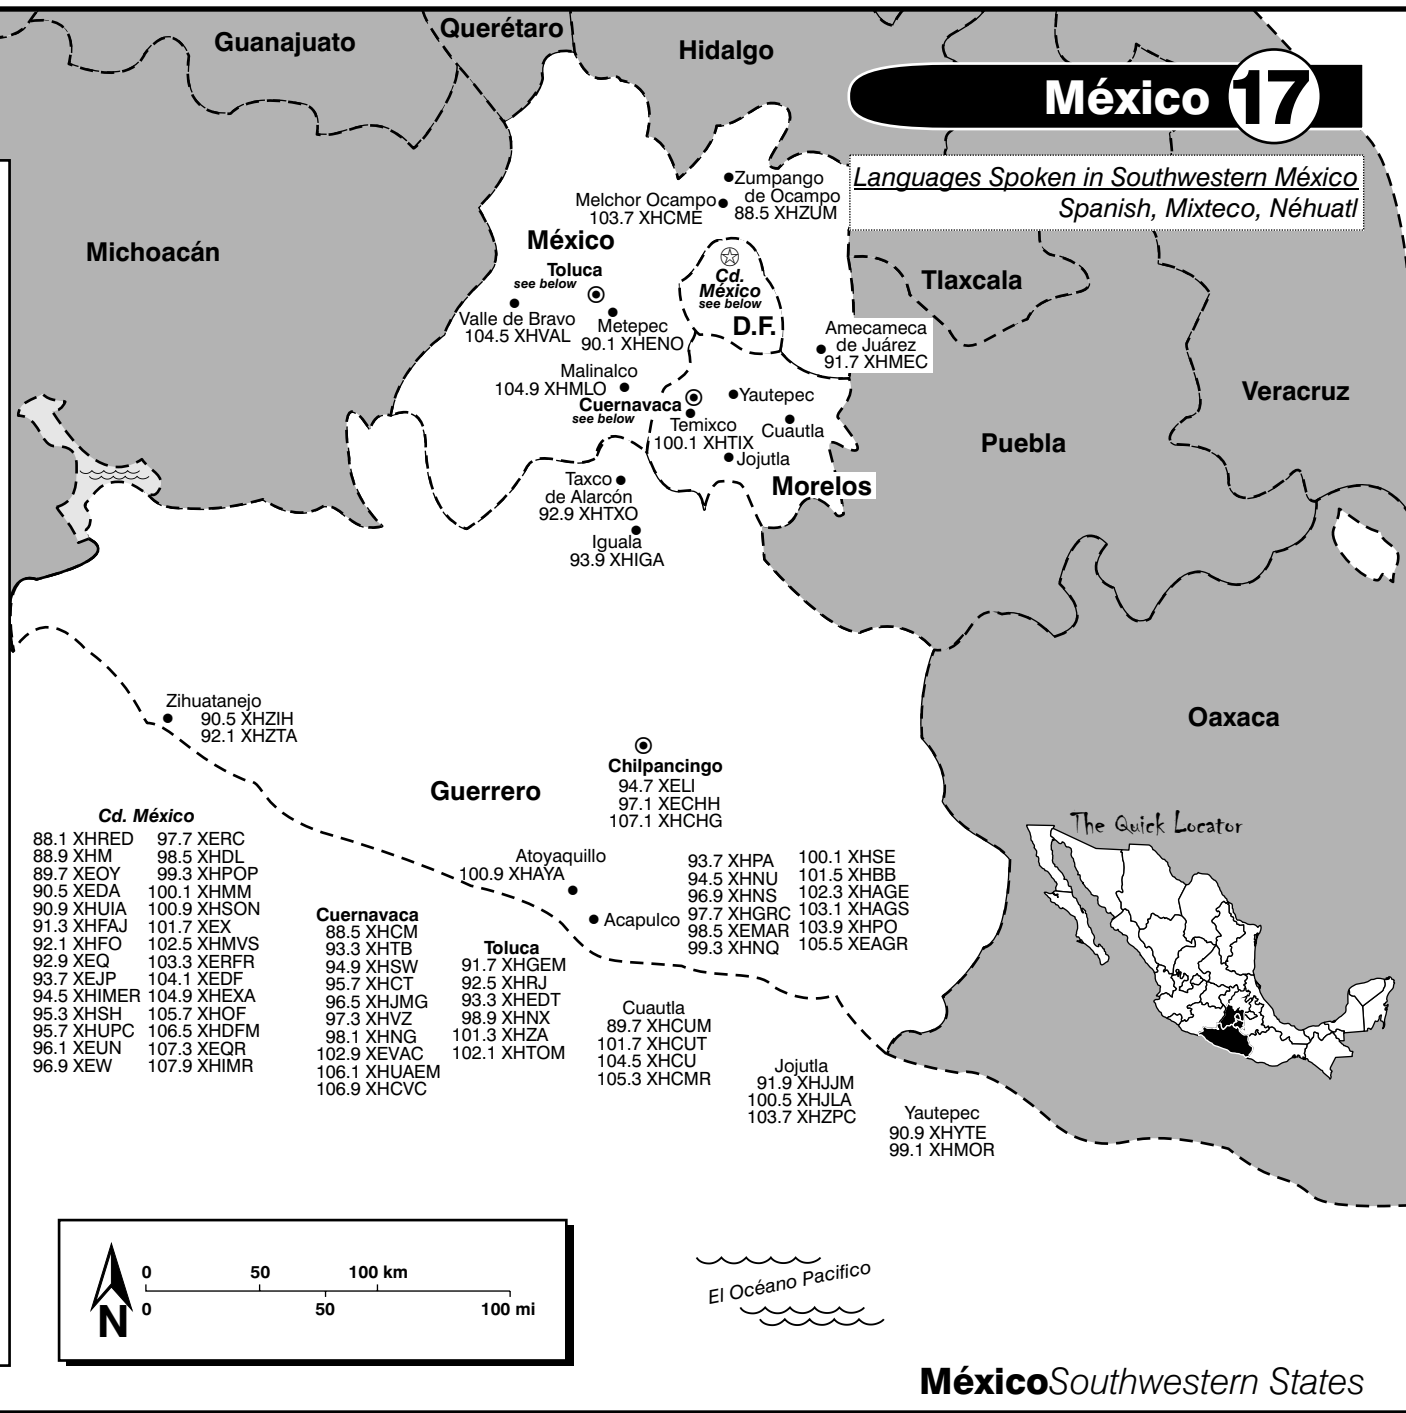 Guanajuato
Querétaro
Hidalgo
México 17
Languages Spoken in Southwestern México
Spanish, Mixteco, Néhuatl
Michoacán
Zumpango
de Ocampo
88.5 XHZUM
Melchor Ocampo
103.7 XHCME
México
Toluca
see below
Cd.
México
see below
D.F.
Tlaxcala
Valle de Bravo
104.5 XHVAL
Metepec
90.1 XHENO
Amecameca
de Juárez
91.7 XHMEC
Malinalco
104.9 XHMLO
Cuernavaca
see below
Yautepec
Temixco
100.1 XHTIX
Cuautla
Jojutla
Morelos
Veracruz
Puebla
Taxco
de Alarcón
92.9 XHTXO
Iguala
93.9 XHIGA
Zihuatanejo
90.5 XHZIH
92.1 XHZTA
Oaxaca
Chilpancingo
94.7 XELI
97.1 XECHH
107.1 XHCHG
Guerrero
The Quick Locator
Atoyaquillo
100.9 XHAYA
Acapulco
93.7 XHPA
94.5 XHNU
96.9 XHNS
97.7 XHGRC
98.5 XEMAR
99.3 XHNQ
100.1 XHSE
101.5 XHBB
102.3 XHAGE
103.1 XHAGS
103.9 XHPO
105.5 XEAGR
Cd. México
88.1 XHRED
88.9 XHM
89.7 XEOY
90.5 XEDA
90.9 XHUIA
91.3 XHFAJ
92.1 XHFO
92.9 XEQ
93.7 XEJP
94.5 XHIMER
95.3 XHSH
95.7 XHUPC
96.1 XEUN
96.9 XEW
97.7 XERC
98.5 XHDL
99.3 XHPOP
100.1 XHMM
100.9 XHSON
101.7 XEX
102.5 XHMVS
103.3 XERFR
104.1 XEDF
104.9 XHEXA
105.7 XHOF
106.5 XHDFM
107.3 XEQR
107.9 XHIMR
Cuernavaca
88.5 XHCM
93.3 XHTB
94.9 XHSW
95.7 XHCT
96.5 XHJMG
97.3 XHVZ
98.1 XHNG
102.9 XEVAC
106.1 XHUAEM
106.9 XHCVC
Toluca
91.7 XHGEM
92.5 XHRJ
93.3 XHEDT
98.9 XHNX
101.3 XHZA
102.1 XHTOM
Cuautla
89.7 XHCUM
101.7 XHCUT
104.5 XHCU
105.3 XHCMR
Jojutla
91.9 XHJJM
100.5 XHJLA
103.7 XHZPC
Yautepec
90.9 XHYTE
99.1 XHMOR
N
0 50 100 km
0 50 100 mi
El Océano Pacifico
MéxicoSouthwestern States